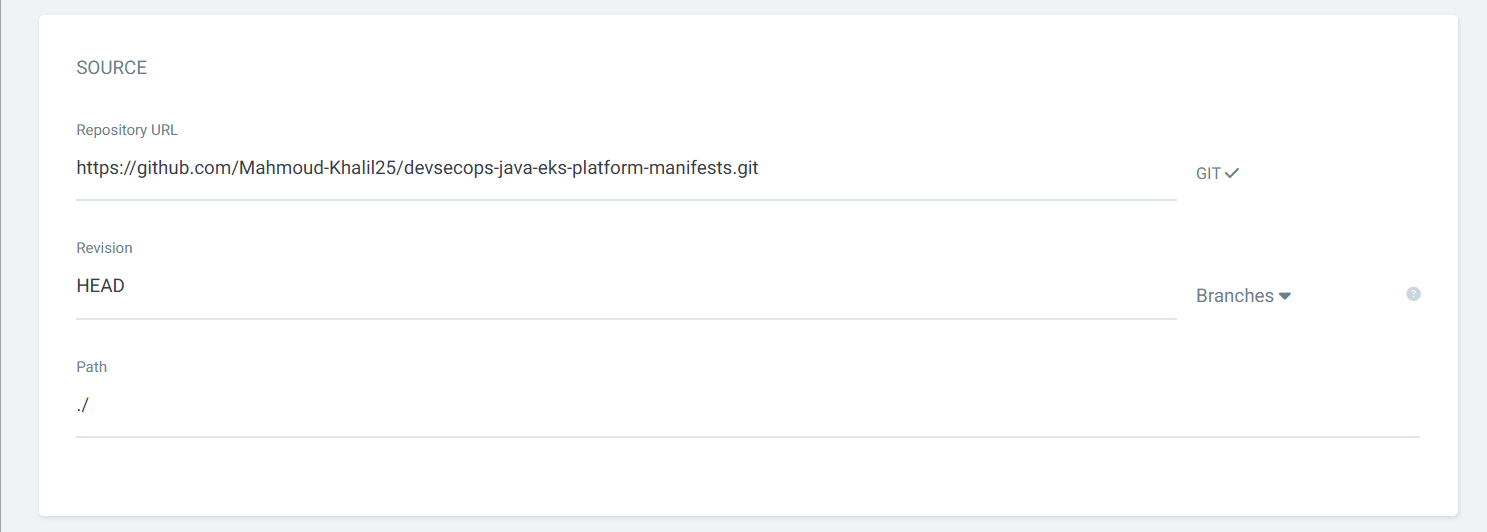 SOURCE
Repository URL
https://github.com/Mahmoud-Khalil25/devsecops-java-eks-platform-manifests.git
GIT
Revision
HEAD
Branches
?
Path
./